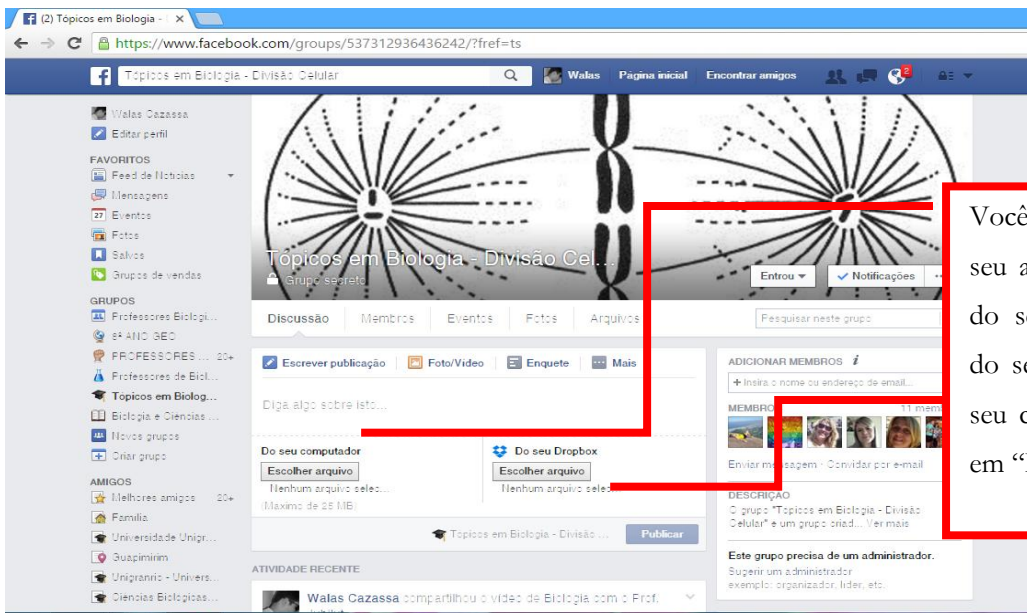 (2) Tópicos em Biologia -
https://www.facebook.com/groups/537312936436242/?fref=ts
Tópicos em Biologia - Divisão Celular
Walas
Página inicial
Encontrar amigos
2
Walas Cazassa
Editar perfil
FAVORITOS
Feed de Notícias
Mensagens
27 Eventos
Fotos
Salvos
Grupos de vendas
GRUPOS
Professores Biologi...
9º ANO GEO
PROFESSORES ... 20+
Professores de Biol...
Tópicos em Biolog...
Biologia e Ciências ...
Novos grupos
Criar grupo
AMIGOS
Melhores amigos 20+
Família
Universidade Unigr...
Guapimirim
Unigranrio - Univers...
Ciências Biológicas...
Tópicos em Biologia - Divisão Cel...
Grupo secreto
Entrou
Notificações
...
Discussão Membros Eventos Fotos Arquivos
Pesquisar neste grupo
Escrever publicação
Foto/Vídeo
Enquete
Mais
Diga algo sobre isto...
Do seu computador
Escolher arquivo
Nenhum arquivo selec...
(Máximo de 25 MB)
Do seu Dropbox
Escolher arquivo
Nenhum arquivo selec...
Tópicos em Biologia - Divisão ...
Publicar
ATIVIDADE RECENTE
Walas Cazassa compartilhou o vídeo de Biologia com o Prof.
Jubilut.
ADICIONAR MEMBROS i
+ Insira o nome ou endereço de email...
MEMBRO
11 mem
Enviar mensagem · Convidar por e-mail
DESCRIÇÃO
O grupo "Tópicos em Biologia - Divisão
Celular" é um grupo criad... Ver mais
Este grupo precisa de um administrador.
Sugerir um administrador
exemplo: organizador, líder, etc.
Você
seu a
do se
do se
seu
em “